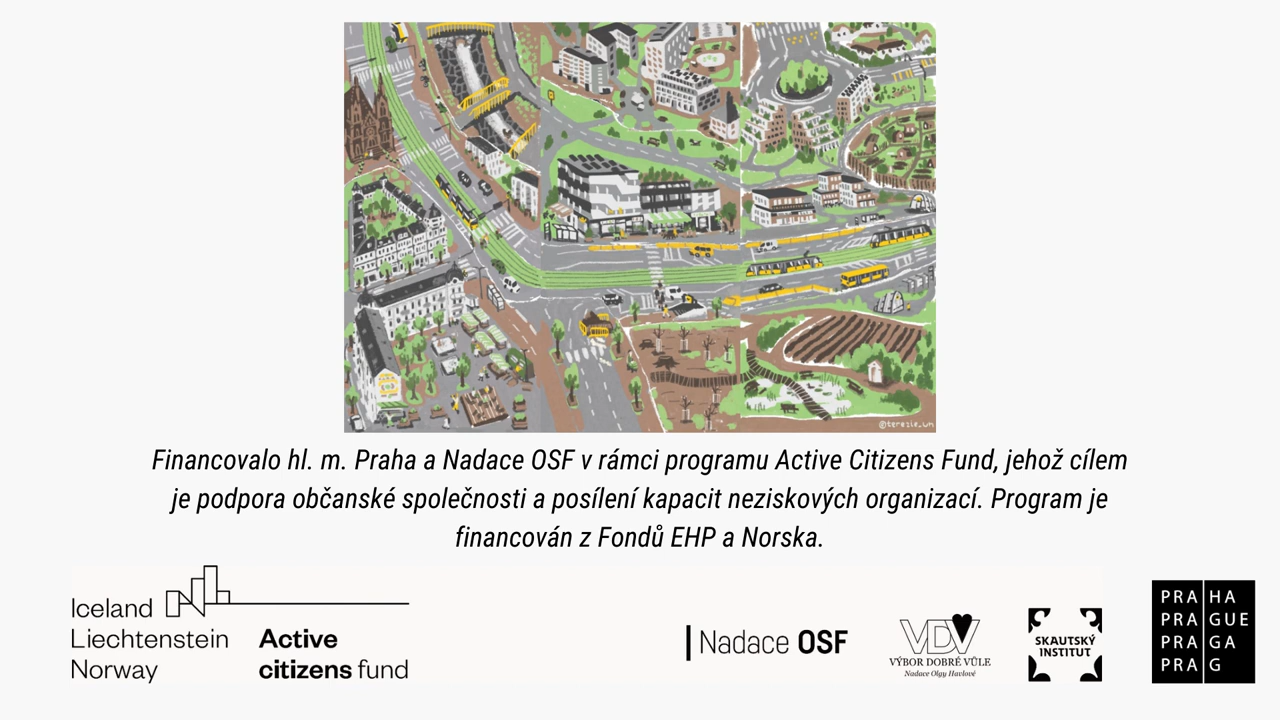 @terezie_un
Financovalo hl. m. Praha a Nadace OSF v rámci programu Active Citizens Fund, jehož cílem
je podpora občanské společnosti a posílení kapacit neziskových organizací. Program je
financován z Fondů EHP a Norska.
Iceland
Liechtenstein
Norway
Active
citizens fund
Nadace OSF
VDV
VÝBOR DOBRÉ VŮLE
Nadace Olgy Havlové
SKAUTSKÝ
INSTITUT
PRA HA
PRA GUE
PRA GA
PRA G